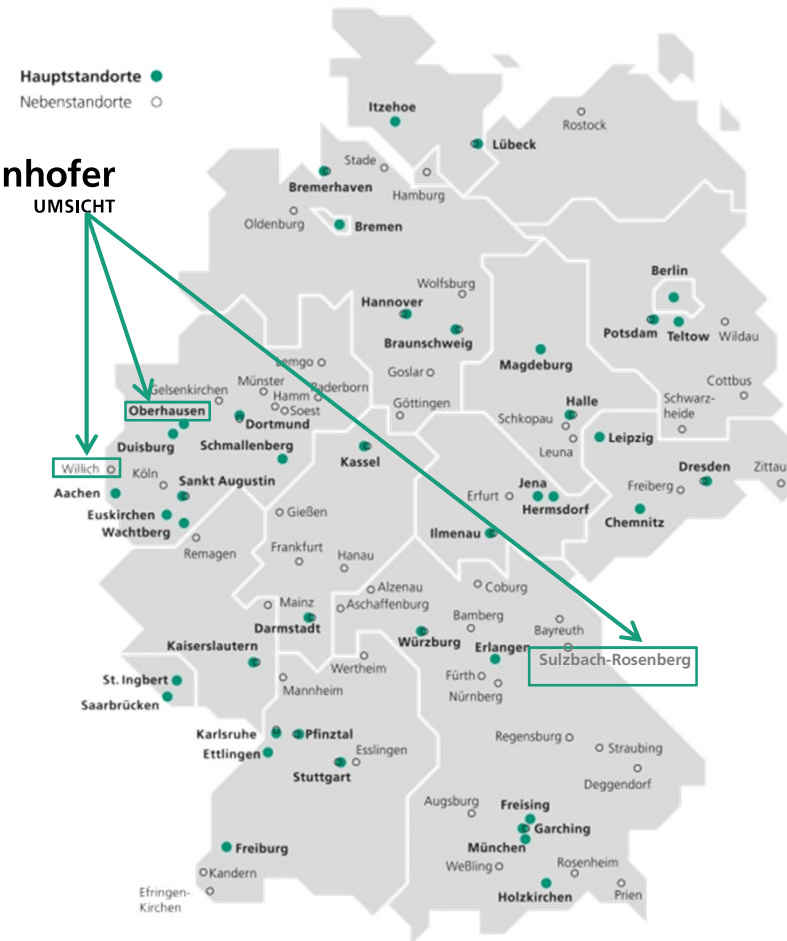 Hauptstandorte
Nebenstandorte
nhofer
UMSICHT
Itzehoe
Rostock
Lübeck
Stade
Bremerhaven
Hamburg
Oldenburg
Bremen
Berlin
Wolfsburg
Hannover
Braunschweig
Potsdam
Teltow
Wildau
Magdeburg
Lemgo
Goslar
Gelsenkirchen
Münster
Hamm
Paderborn
Soest
Göttingen
Cottbus
Oberhausen
Dortmund
Halle
Schkopau
Schwarz-
heide
Leuna
Leipzig
Duisburg
Schmallenberg
Kassel
Willich
Köln
Sankt Augustin
Dresden
Zittau
Aachen
Jena
Erfurt
Hermsdorf
Freiberg
Euskirchen
Wachtberg
Gießen
Chemnitz
Ilmenau
Remagen
Frankfurt
Hanau
Alzenau
Coburg
Mainz
Aschaffenburg
Darmstadt
Bamberg
Bayreuth
Würzburg
Kaiserslautern
Erlangen
Sulzbach-Rosenberg
Wertheim
Fürth
St. Ingbert
Mannheim
Nürnberg
Saarbrücken
Karlsruhe
Pfinztal
Regensburg
Ettlingen
Esslingen
Straubing
Stuttgart
Deggendorf
Augsburg
Freising
Garching
Freiburg
München
Kandern
Weßling
Rosenheim
Efringen-
Kirchen
Holzkirchen
Prien